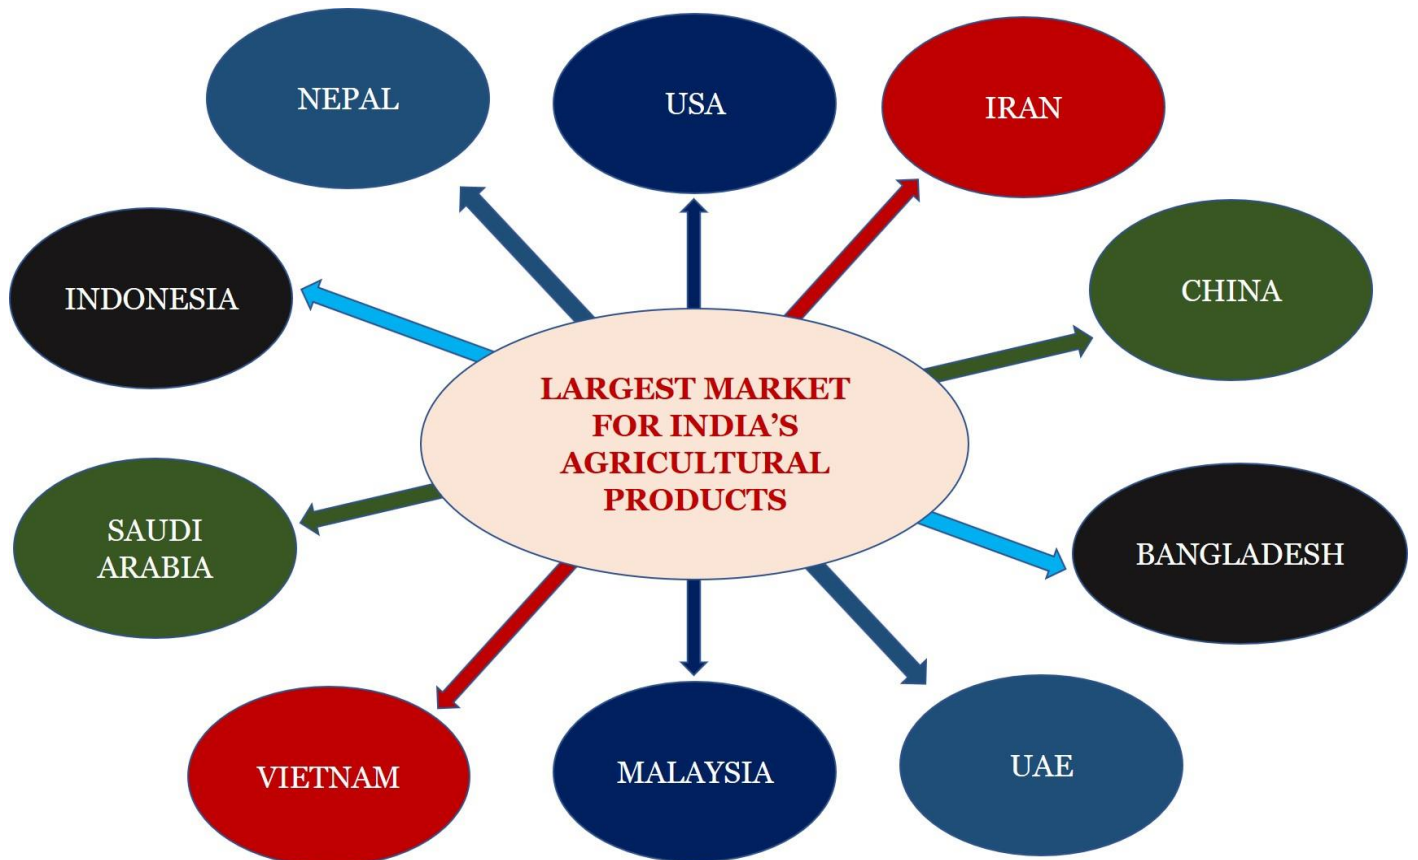 NEPAL
USA
IRAN
INDONESIA
CHINA
LARGEST MARKET
FOR INDIA’S
AGRICULTURAL
PRODUCTS
SAUDI
ARABIA
BANGLADESH
VIETNAM
MALAYSIA
UAE